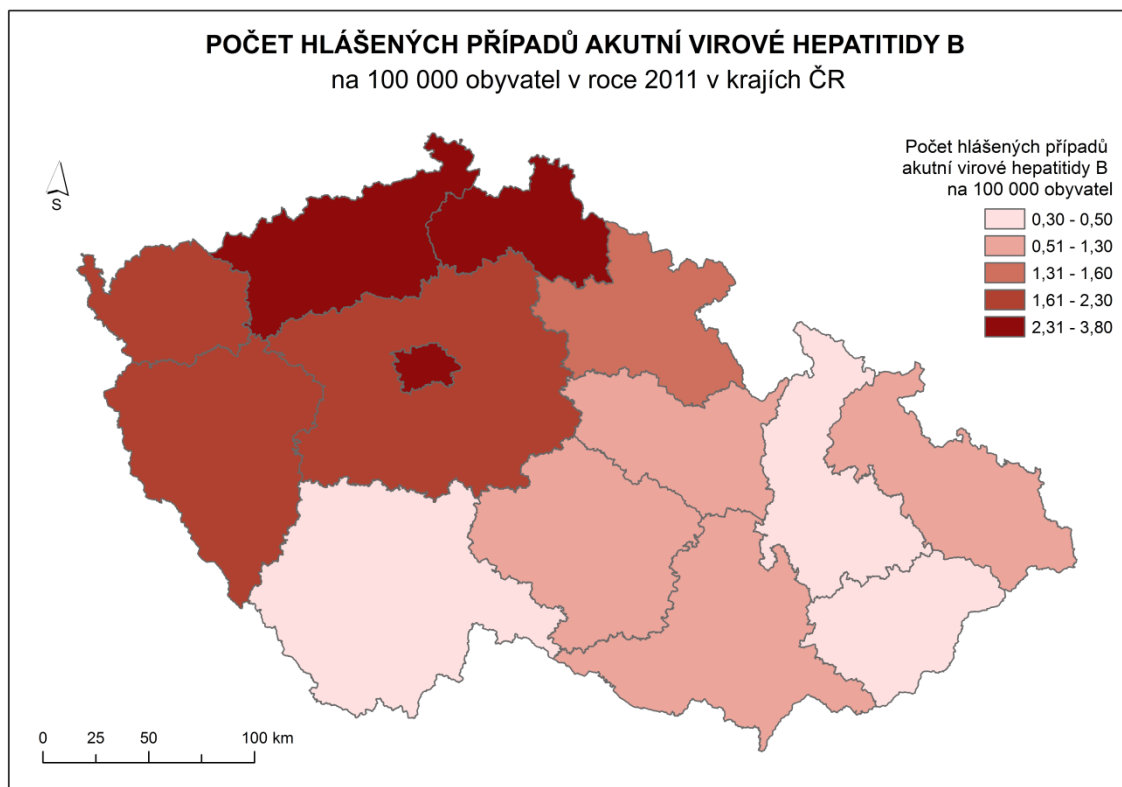 POČET HLÁŠENÝCH PŘÍPADŮ AKUTNÍ VIROVÉ HEPATITIDY B
na 100 000 obyvatel v roce 2011 v krajích ČR
Počet hlášených případů
akutní virové hepatitidy B
na 100 000 obyvatel
0,30 - 0,50
0,51 - 1,30
1,31 - 1,60
1,61 - 2,30
2,31 - 3,80
S
0 25 50 100 km